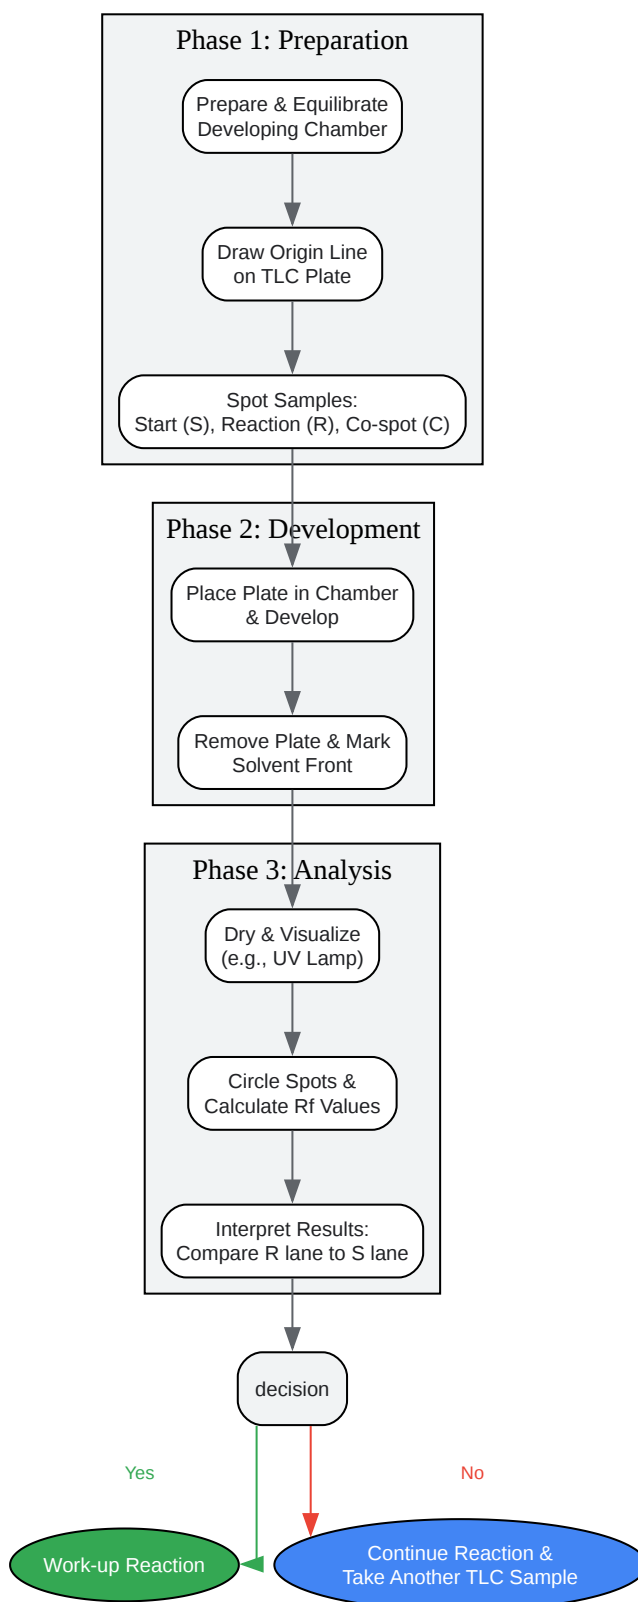 Phase 1: Preparation
Prepare & Equilibrate
Developing Chamber
Draw Origin Line
on TLC Plate
Spot Samples:
Start (S), Reaction (R), Co-spot (C)
Phase 2: Development
Place Plate in Chamber
& Develop
Remove Plate & Mark
Solvent Front
Phase 3: Analysis
Dry & Visualize
(e.g., UV Lamp)
Circle Spots &
Calculate Rf Values
Interpret Results:
Compare R lane to S lane
decision
Yes
No
Work-up Reaction
Continue Reaction &
Take Another TLC Sample